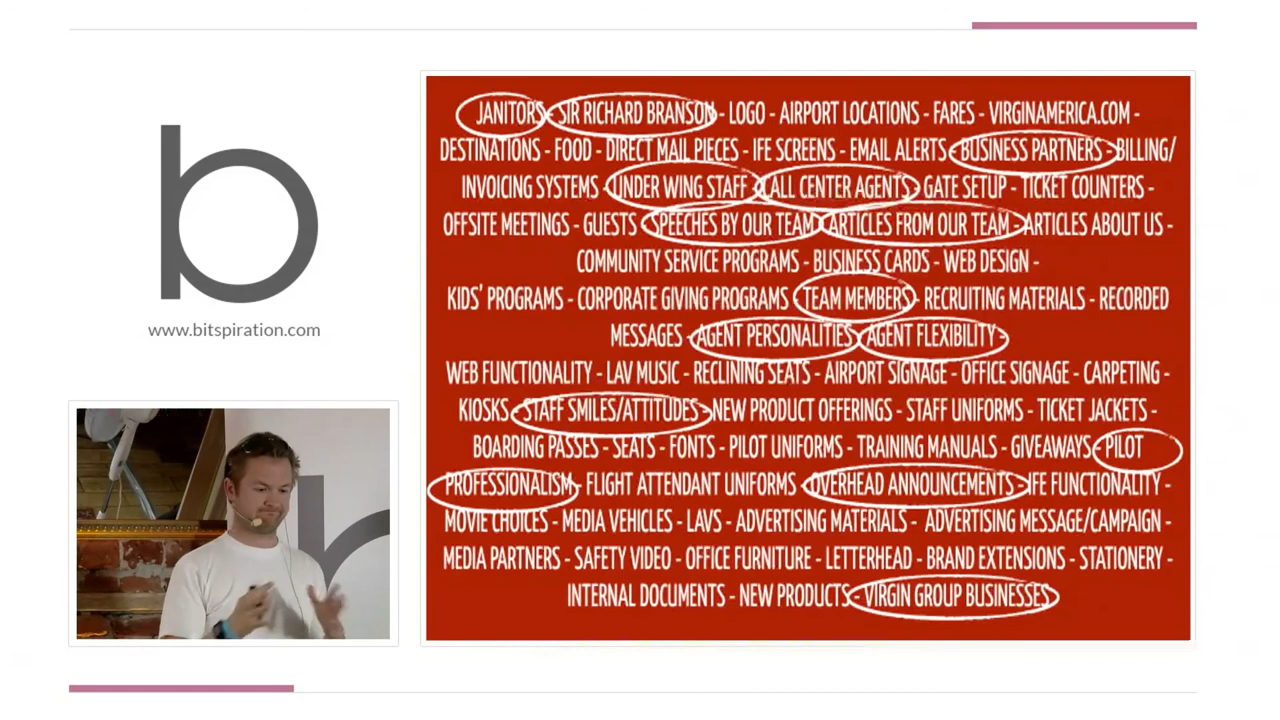 b
www.bitspiration.com
JANITORS - SIR RICHARD BRANSON - LOGO - AIRPORT LOCATIONS - FARES - VIRGINAMERICA.COM -
DESTINATIONS - FOOD - DIRECT MAIL PIECES - IFE SCREENS - EMAIL ALERTS - BUSINESS PARTNERS - BILLING/
INVOICING SYSTEMS - UNDER WING STAFF - CALL CENTER AGENTS - GATE SETUP - TICKET COUNTERS -
OFFSITE MEETINGS - GUESTS - SPEECHES BY OUR TEAM - ARTICLES FROM OUR TEAM - ARTICLES ABOUT US -
COMMUNITY SERVICE PROGRAMS - BUSINESS CARDS - WEB DESIGN -
KIDS' PROGRAMS - CORPORATE GIVING PROGRAMS - TEAM MEMBERS - RECRUITING MATERIALS - RECORDED
MESSAGES - AGENT PERSONALITIES - AGENT FLEXIBILITY -
WEB FUNCTIONALITY - LAV MUSIC - RECLINING SEATS - AIRPORT SIGNAGE - OFFICE SIGNAGE - CARPETING -
KIOSKS - STAFF SMILES/ATTITUDES - NEW PRODUCT OFFERINGS - STAFF UNIFORMS - TICKET JACKETS -
BOARDING PASSES - SEATS - FONTS - PILOT UNIFORMS - TRAINING MANUALS - GIVEAWAYS - PILOT
PROFESSIONALISM - FLIGHT ATTENDANT UNIFORMS - OVERHEAD ANNOUNCEMENTS - IFE FUNCTIONALITY -
MOVIE CHOICES - MEDIA VEHICLES - LAVS - ADVERTISING MATERIALS - ADVERTISING MESSAGE/CAMPAIGN -
MEDIA PARTNERS - SAFETY VIDEO - OFFICE FURNITURE - LETTERHEAD - BRAND EXTENSIONS - STATIONERY -
INTERNAL DOCUMENTS - NEW PRODUCTS - VIRGIN GROUP BUSINESSES